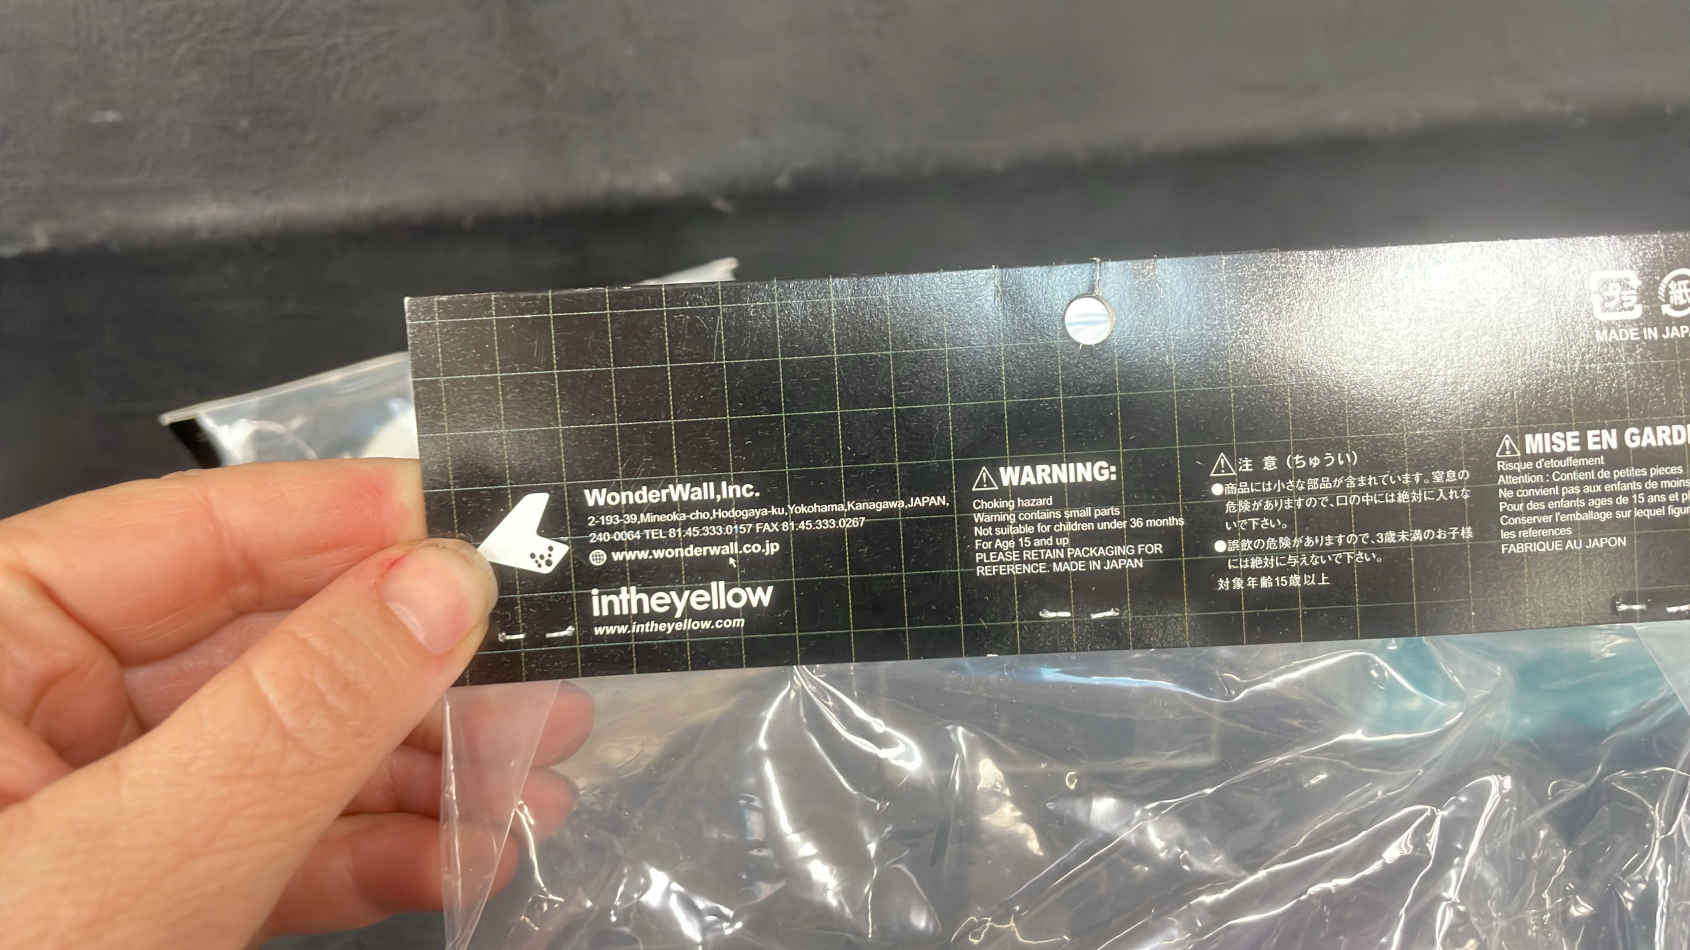 プラ
紙
MADE IN JAPA
WonderWall,Inc.
2-193-39,Mineoka-cho,Hodogaya-ku,Yokohama,Kanagawa,JAPAN,
240-0064 TEL 81.45.333.0157 FAX 81.45.333.0267
www.wonderwall.co.jp
intheyellow
www.intheyellow.com
WARNING:
Choking hazard
Warning contains small parts
Not suitable for children under 36 months
For Age 15 and up
PLEASE RETAIN PACKAGING FOR
REFERENCE. MADE IN JAPAN
注 意 (ちゅうい)
●商品には小さな部品が含まれています。窒息の
危険がありますので、口の中には絶対に入れな
いで下さい。
●誤飲の危険がありますので、3歳未満のお子様
には絶対に与えないで下さい。
対象年齢15歳以上
MISE EN GARD
Risque d'etouffement
Attention : Contient de petites pieces
Ne convient pas aux enfants de moins
Pour des enfants ages de 15 ans et pl
Conserver l'emballage sur lequel figur
les references
FABRIQUE AU JAPON